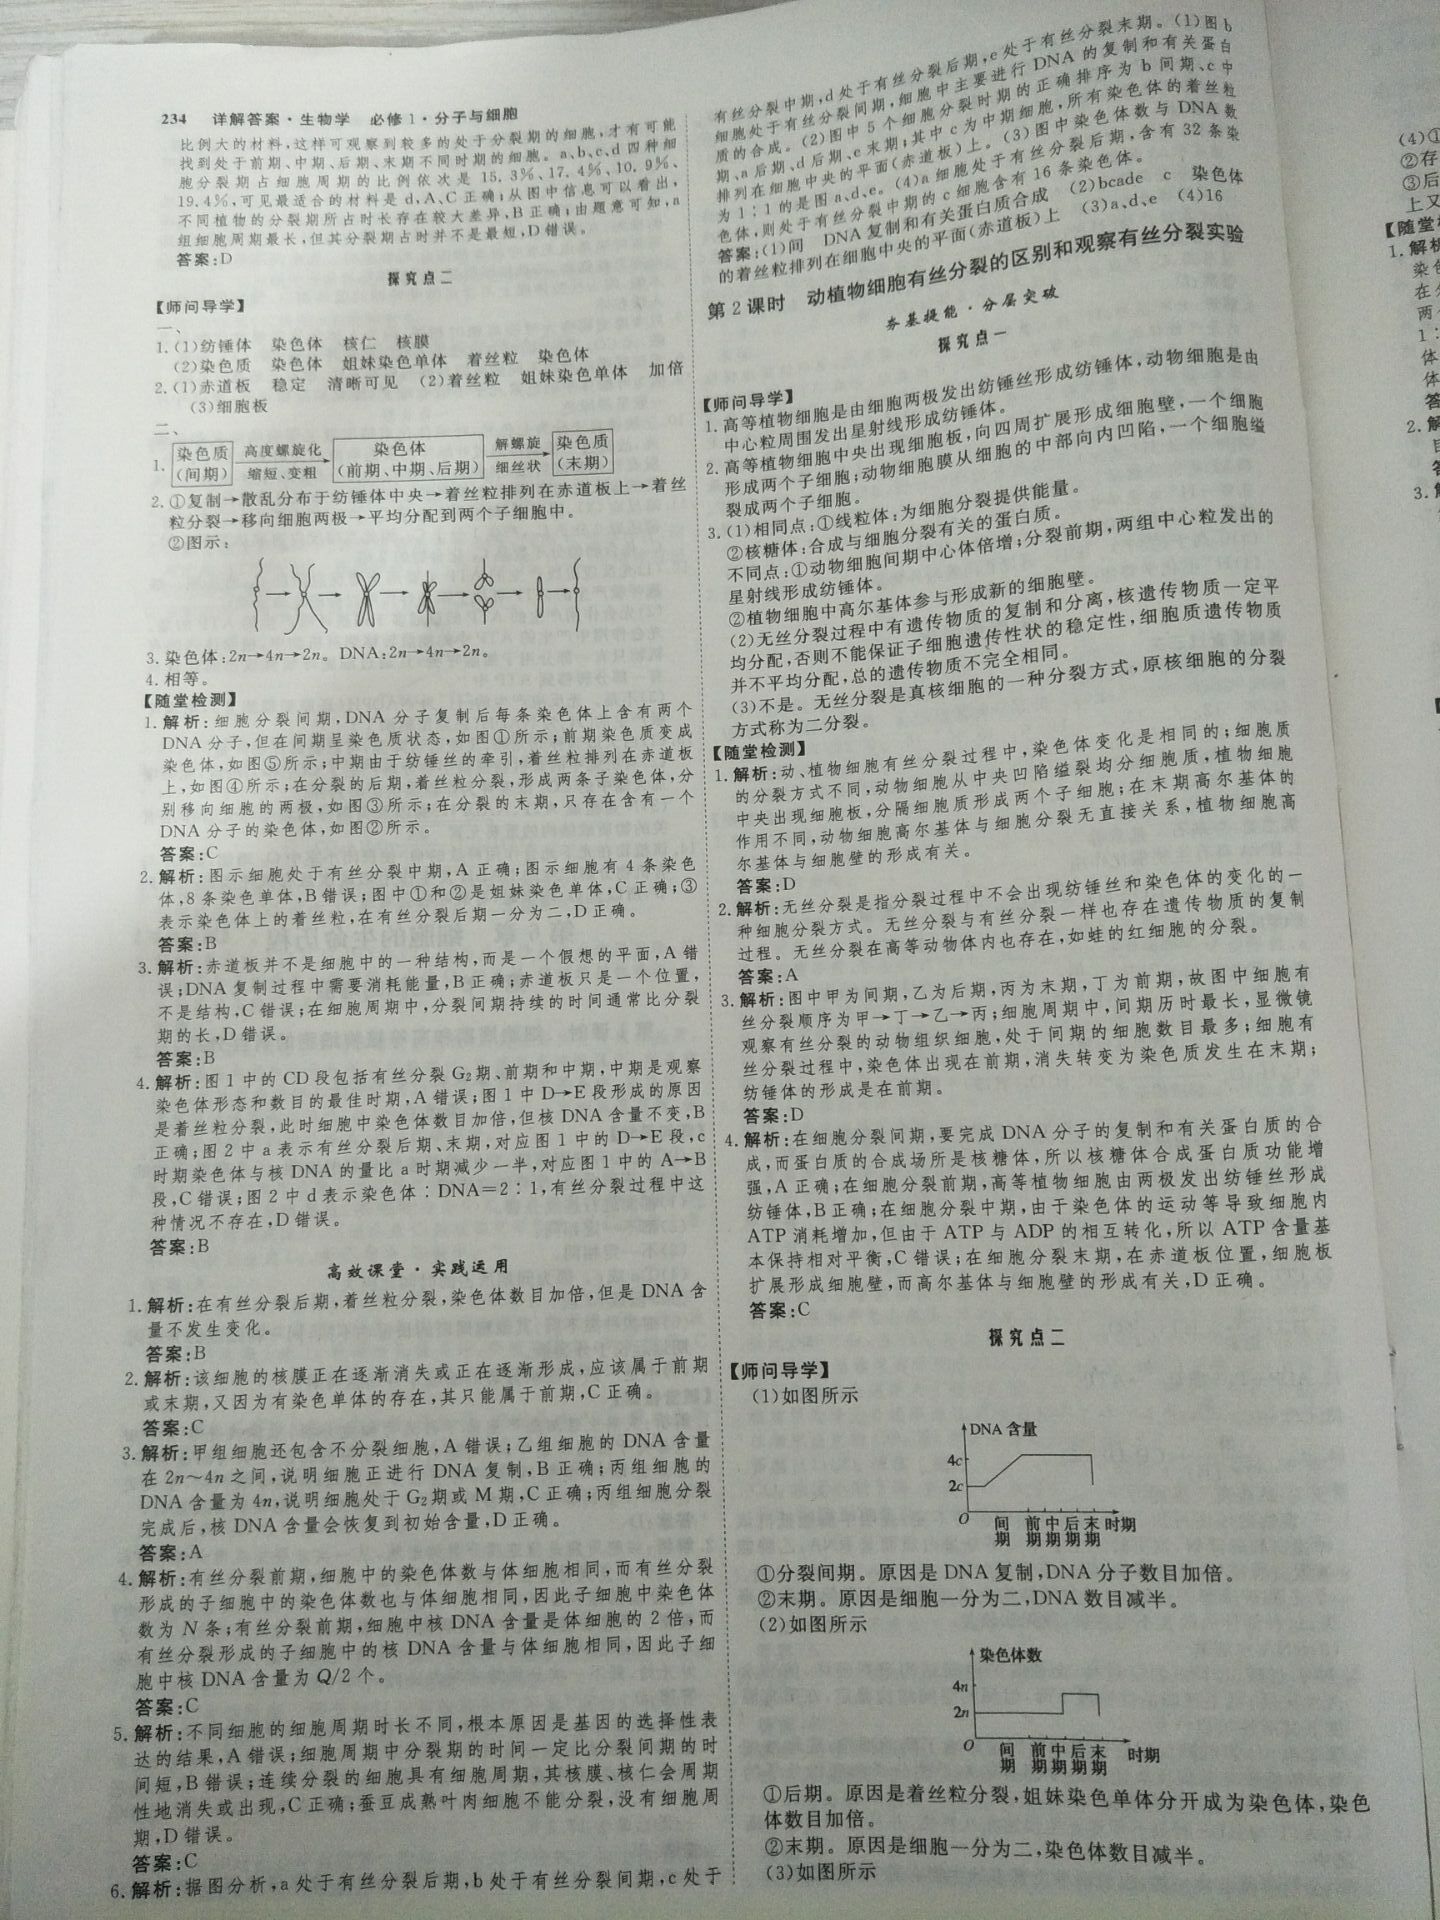 234 详解答案·生物学 必修1·分子与细胞
比例大的材料,这样可观察到较多的处于分裂期的细胞,才有可能
找到处于前期、中期、后期、末期不同时期的细胞。a、b、c、d四种细
胞分裂期占细胞周期的比例依次是15.3%、17.4%、10.9%、
19.4%,可见最适合的材料是d,A、C正确;从图中信息可以看出,
不同植物的分裂期所占时长存在较大差异,B正确;由题意可知,a
组细胞周期最长,但其分裂期占时并不是最短,D错误。
答案:D
探究点二
【师问导学】
一、
1.(1)纺锤体 染色体 核仁 核膜
(2)染色质 染色体 姐妹染色单体 着丝粒 染色体
2.(1)赤道板 稳定 清晰可见 (2)着丝粒 姐妹染色单体 加倍
(3)细胞板
二、
1. 染色质(间期) 高度螺旋化 缩短、变粗 染色体(前期、中期、后期) 解螺旋 细丝状 染色质(末期)
2.①复制→散乱分布于纺锤体中央→着丝粒排列在赤道板上→着丝
粒分裂→移向细胞两极→平均分配到两个子细胞中。
②图示:
3.染色体:2n→4n→2n。DNA:2n→4n→2n。
4.相等。
【随堂检测】
1.解析:细胞分裂间期,DNA分子复制后每条染色体上含有两个
DNA分子,但在间期呈染色质状态,如图①所示;前期染色质变成
染色体,如图⑤所示;中期由于纺锤丝的牵引,着丝粒排列在赤道板
上,如图④所示;在分裂的后期,着丝粒分裂,形成两条子染色体,分
别移向细胞的两极,如图③所示;在分裂的末期,只存在含有一个
DNA分子的染色体,如图②所示。
答案:C
2.解析:图示细胞处于有丝分裂中期,A正确;图示细胞有4条染色
体,8条染色单体,B错误;图中①和②是姐妹染色单体,C正确;③
表示染色体上的着丝粒,在有丝分裂后期一分为二,D正确。
答案:B
3.解析:赤道板并不是细胞中的一种结构,而是一个假想的平面,A错
误;DNA复制过程中需要消耗能量,B正确;赤道板只是一个位置,
不是结构,C错误;在细胞周期中,分裂间期持续的时间通常比分裂
期的长,D错误。
答案:B
4.解析:图1中的CD段包括有丝分裂G2期、前期和中期,中期是观察
染色体形态和数目的最佳时期,A错误;图1中D→E段形成的原因
是着丝粒分裂,此时细胞中染色体数目加倍,但核DNA含量不变,B
正确;图2中a表示有丝分裂后期、末期,对应图1中的D→E段,c
时期染色体与核DNA的量比a时期减少一半,对应图1中的A→B
段,C错误;图2中d表示染色体∶DNA=2∶1,有丝分裂过程中这
种情况不存在,D错误。
答案:B
高效课堂·实践运用
1.解析:在有丝分裂后期,着丝粒分裂,染色体数目加倍,但是DNA含
量不发生变化。
答案:B
2.解析:该细胞的核膜正在逐渐消失或正在逐渐形成,应该属于前期
或末期,又因为有染色单体的存在,其只能属于前期,C正确。
答案:C
3.解析:甲组细胞还包含不分裂细胞,A错误;乙组细胞的DNA含量
在2n~4n之间,说明细胞正进行DNA复制,B正确;丙组细胞的
DNA含量为4n,说明细胞处于G2期或M期,C正确;丙组细胞分裂
完成后,核DNA含量会恢复到初始含量,D正确。
答案:A
4.解析:有丝分裂前期,细胞中的染色体数与体细胞相同,而有丝分裂
形成的子细胞中的染色体数也与体细胞相同,因此子细胞中染色体
数为N条;有丝分裂前期,细胞中核DNA含量是体细胞的2倍,而
有丝分裂形成的子细胞中的核DNA含量与体细胞相同,因此子细
胞中核DNA含量为Q/2个。
答案:C
5.解析:不同细胞的细胞周期时长不同,根本原因是基因的选择性表
达的结果,A错误;细胞周期中分裂期的时间一定比分裂间期的时
间短,B错误;连续分裂的细胞具有细胞周期,其核膜、核仁会周期
性地消失或出现,C正确;蚕豆成熟叶肉细胞不能分裂,没有细胞周
期,D错误。
答案:C
6.解析:据图分析,a处于有丝分裂后期,b处于有丝分裂间期,c处于
有丝分裂中期,d处于有丝分裂后期,e处于有丝分裂末期。(1)图b
细胞处于有丝分裂间期,细胞中主要进行DNA的复制和有关蛋白
质的合成。(2)图中5个细胞分裂时期的正确排序为b间期、c中
期、a后期、d后期、e末期;其中c为中期细胞,所有染色体的着丝粒
排列在细胞中央的平面(赤道板)上。(3)图中染色体数与DNA数
为1∶1的是图a、d、e。(4)a细胞处于有丝分裂后期,含有32条染
色体,则处于有丝分裂中期的c细胞含有16条染色体。
答案:(1)间 DNA复制和有关蛋白质合成 (2)bcade c 染色体
的着丝粒排列在细胞中央的平面(赤道板)上 (3)a、d、e (4)16
第2课时 动植物细胞有丝分裂的区别和观察有丝分裂实验
夯基提能·分层突破
探究点一
【师问导学】
1.高等植物细胞是由细胞两极发出纺锤丝形成纺锤体,动物细胞是由
中心粒周围发出星射线形成纺锤体。
2.高等植物细胞中央出现细胞板,向四周扩展形成细胞壁,一个细胞
形成两个子细胞;动物细胞膜从细胞的中部向内凹陷,一个细胞缢
裂成两个子细胞。
3.(1)相同点:①线粒体:为细胞分裂提供能量。
②核糖体:合成与细胞分裂有关的蛋白质。
不同点:①动物细胞间期中心体倍增;分裂前期,两组中心粒发出的
星射线形成纺锤体。
②植物细胞中高尔基体参与形成新的细胞壁。
(2)无丝分裂过程中有遗传物质的复制和分离,核遗传物质一定平
均分配,否则不能保证子细胞遗传性状的稳定性,细胞质遗传物质
并不平均分配,总的遗传物质不完全相同。
(3)不是。无丝分裂是真核细胞的一种分裂方式,原核细胞的分裂
方式称为二分裂。
【随堂检测】
1.解析:动、植物细胞有丝分裂过程中,染色体变化是相同的;细胞质
的分裂方式不同,动物细胞从中央凹陷缢裂均分细胞质,植物细胞
中央出现细胞板,分隔细胞质形成两个子细胞;在末期高尔基体的
作用不同,动物细胞高尔基体与细胞分裂无直接关系,植物细胞高
尔基体与细胞壁的形成有关。
答案:D
2.解析:无丝分裂是指分裂过程中不会出现纺锤丝和染色体的变化的一
种细胞分裂方式。无丝分裂与有丝分裂一样也存在遗传物质的复制
过程。无丝分裂在高等动物体内也存在,如蛙的红细胞的分裂。
答案:A
3.解析:图中甲为间期,乙为后期,丙为末期,丁为前期,故图中细胞有
丝分裂顺序为甲→丁→乙→丙;细胞周期中,间期历时最长,显微镜
观察有丝分裂的动物组织细胞,处于间期的细胞数目最多;细胞有
丝分裂过程中,染色体出现在前期,消失转变为染色质发生在末期;
纺锤体的形成是在前期。
答案:D
4.解析:在细胞分裂间期,要完成DNA分子的复制和有关蛋白质的合
成,而蛋白质的合成场所是核糖体,所以核糖体合成蛋白质功能增
强,A正确;在细胞分裂前期,高等植物细胞由两极发出纺锤丝形成
纺锤体,B正确;在细胞分裂中期,由于染色体的运动等导致细胞内
ATP消耗增加,但由于ATP与ADP的相互转化,所以ATP含量基
本保持相对平衡,C错误;在细胞分裂末期,在赤道板位置,细胞板
扩展形成细胞壁,而高尔基体与细胞壁的形成有关,D正确。
答案:C
探究点二
【师问导学】
(1)如图所示
DNA含量
4c
2c
O 间期 前期 中期 后期 末期 时期
①分裂间期。原因是DNA复制,DNA分子数目加倍。
②末期。原因是细胞一分为二,DNA数目减半。
(2)如图所示
染色体数
4n
2n
O 间期 前期 中期 后期 末期 时期
①后期。原因是着丝粒分裂,姐妹染色单体分开成为染色体,染色
体数目加倍。
②末期。原因是细胞一分为二,染色体数目减半。
(3)如图所示
(4)①
②存
③后
上又
【随堂
1.解析
染色
在分
两
1∶
体
体
答
2.解
3.解